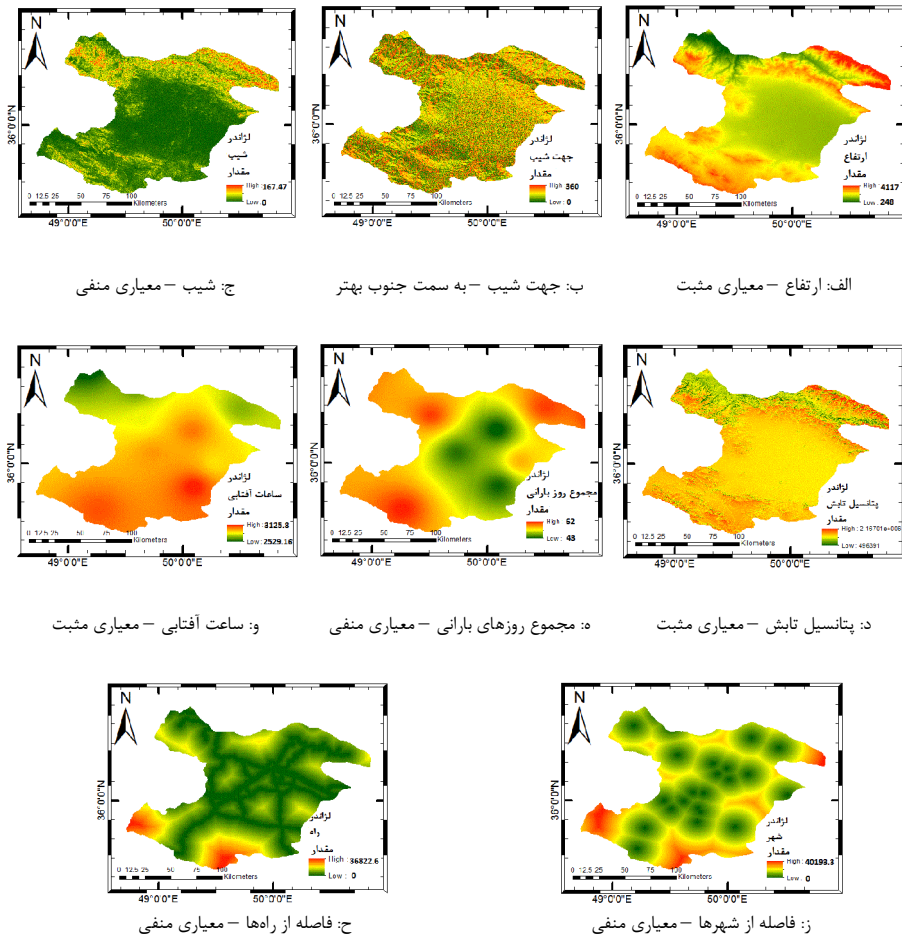 N
36°0'0"N
لژاندر
ارتفاع
مقدار
High : 4117
Low : 248
0 12.5 25 50 75 100
Kilometers
49°0'0"E 50°0'0"E
الف: ارتفاع – معیاری مثبت
N
36°0'0"N
لژاندر
جهت شیب
مقدار
High : 360
Low : 0
0 12.5 25 50 75 100
Kilometers
49°0'0"E 50°0'0"E
ب: جهت شیب – به سمت جنوب بهتر
N
36°0'0"N
لژاندر
شیب
مقدار
High : 167.47
Low : 0
0 12.5 25 50 75 100
Kilometers
49°0'0"E 50°0'0"E
ج: شیب – معیاری منفی
N
36°0'0"N
لژاندر
پتانسیل تابش
مقدار
Low : 496391
0 12.5 25 50 75 100
Kilometers
49°0'0"E 50°0'0"E
د: پتانسیل تابش – معیاری مثبت
N
36°0'0"N
لژاندر
مجموع روز بارانی
مقدار
High : 52
Low : 43
0 12.5 25 50 75 100
Kilometers
49°0'0"E 50°0'0"E
ه: مجموع روزهای بارانی – معیاری منفی
N
36°0'0"N
لژاندر
ساعات آفتابی
مقدار
High : 3125.8
Low : 2529.16
0 12.5 25 50 75 100
Kilometers
49°0'0"E 50°0'0"E
و: ساعت آفتابی – معیاری مثبت
N
36°0'0"N
لژاندر
شهر
مقدار
High : 40193.3
Low : 0
0 12.5 25 50 75 100
Kilometers
49°0'0"E 50°0'0"E
ز: فاصله از شهرها – معیاری منفی
N
36°0'0"N
لژاندر
راه
مقدار
High : 36822.6
Low : 0
0 12.5 25 50 75 100
Kilometers
49°0'0"E 50°0'0"E
ح: فاصله از راه‌ها – معیاری منفی